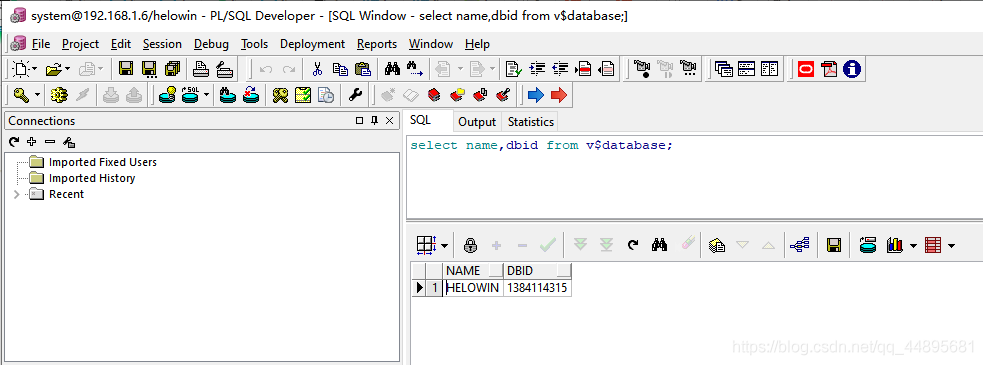 system@192.168.1.6/helowin - PL/SQL Developer - [SQL Window - select name,dbid from v$database;]
File Project Edit Session Debug Tools Deployment Reports Window Help
SQL
Connections
SQL Output Statistics
select name,dbid from v$database;
Imported Fixed Users
Imported History
Recent
NAME DBID
1 HELOWIN 1384114315
https://blog.csdn.net/qq_44895681